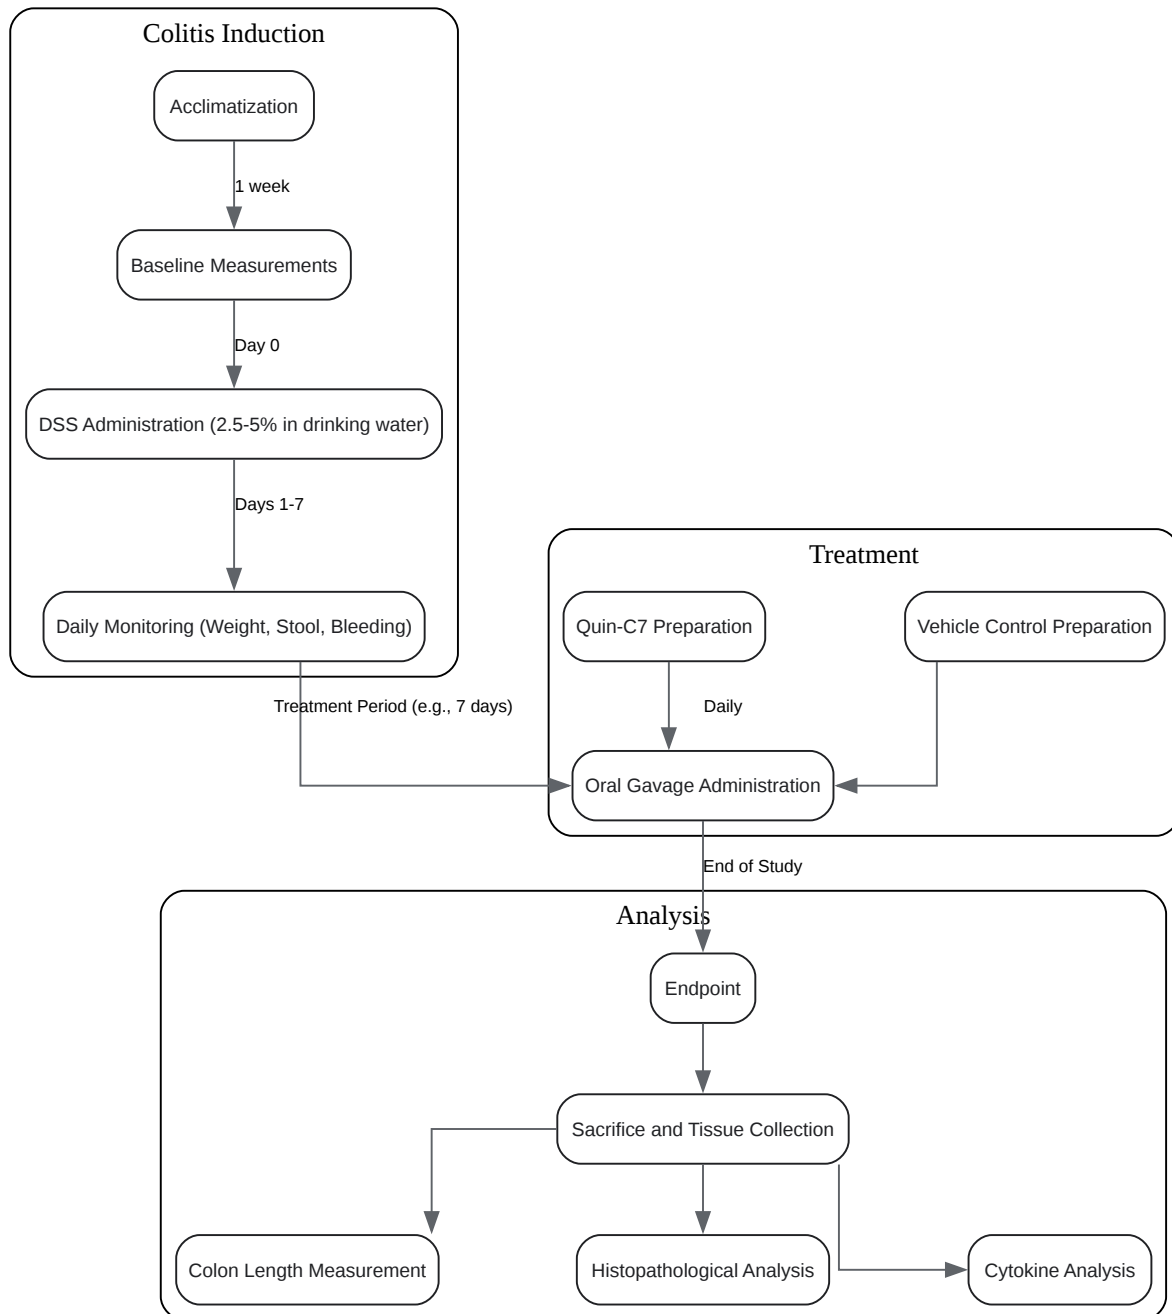 Colitis Induction
Acclimatization
1 week
Baseline Measurements
Day 0
DSS Administration (2.5-5% in drinking water)
Days 1-7
Daily Monitoring (Weight, Stool, Bleeding)
Treatment Period (e.g., 7 days)
Treatment
Quin-C7 Preparation
Vehicle Control Preparation
Daily
Oral Gavage Administration
End of Study
Analysis
Endpoint
Sacrifice and Tissue Collection
Colon Length Measurement
Histopathological Analysis
Cytokine Analysis